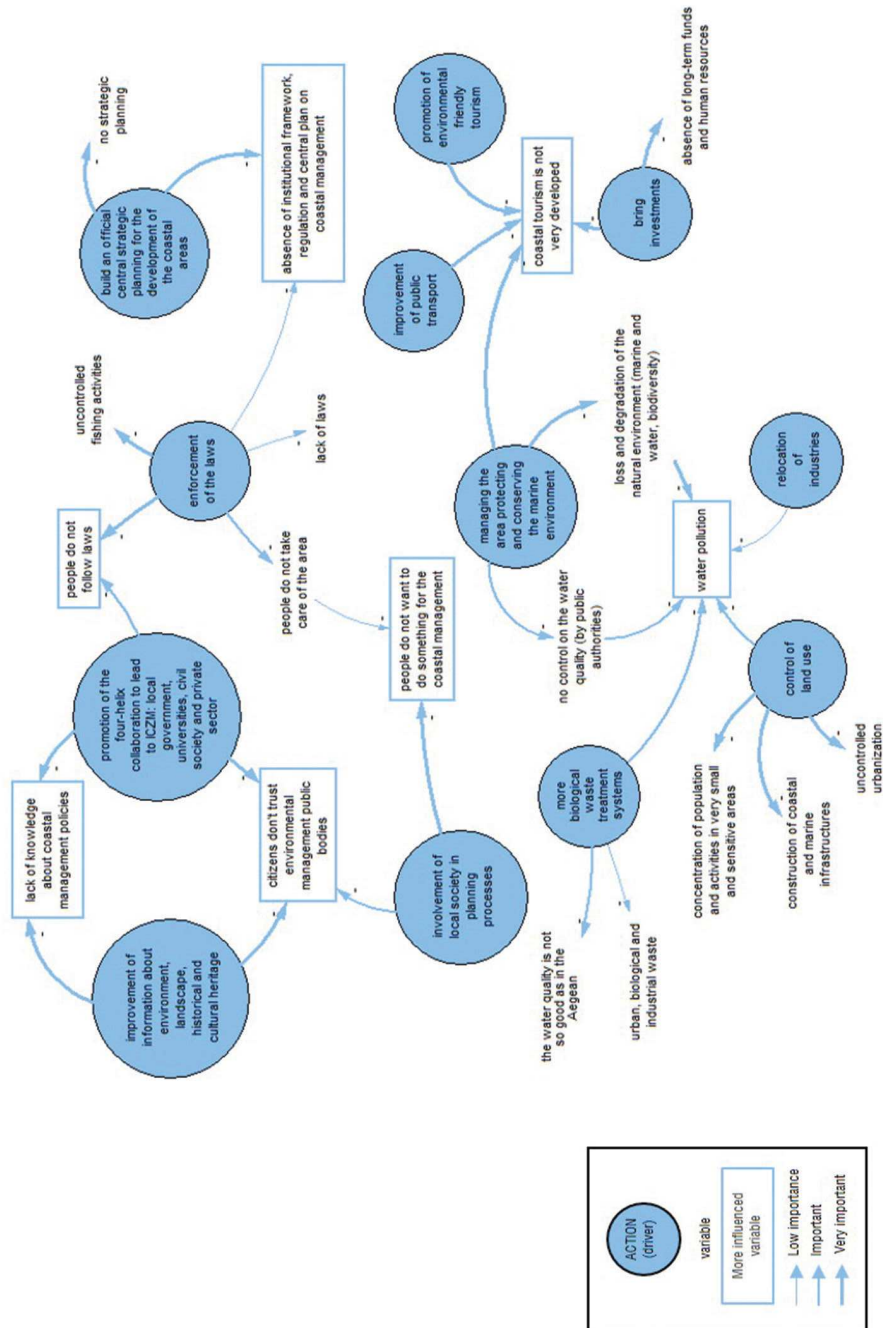 lack of knowledge
about coastal
management policies
people do not
follow laws
uncontrolled
fishing activities
no strategic
planning
improvement of
information about
environment,
landscape,
historical and
cultural heritage
promotion of the
four-helix
collaboration to lead
to ICZM: local
government,
universities, civil
society and private
sector
enforcement
of the laws
build an official
central strategic
planning for the
development of
the coastal
areas
citizens don't trust
environmental
management public
bodies
people do not take
care of the area
lack of laws
absence of institutional framework,
regulation and central plan on
coastal management
involvement of
local society in
planning
processes
people do not want to
do something for the
coastal management
improvement
of public
transport
promotion of
environmental
friendly
tourism
managing the
area protecting
and conserving
the marine
environment
coastal tourism is not
very developed
the water quality is not
so good as in the
Aegean
more
biological waste
treatment
systems
no control on the water
quality (by public
authorities)
loss and degradation of the
natural environment (marine and
water, biodiversity)
bring
investments
absence of long-term funds
and human resources
urban, biological and
industrial waste
water pollution
concentration of population
and activities in very small
and sensitive areas
control of
land use
relocation
of
industries
construction of coastal
and marine
infrastructures
uncontrolled
urbanization
ACTION
(driver)
variable
More influenced
variable
Low importance
Important
Very important